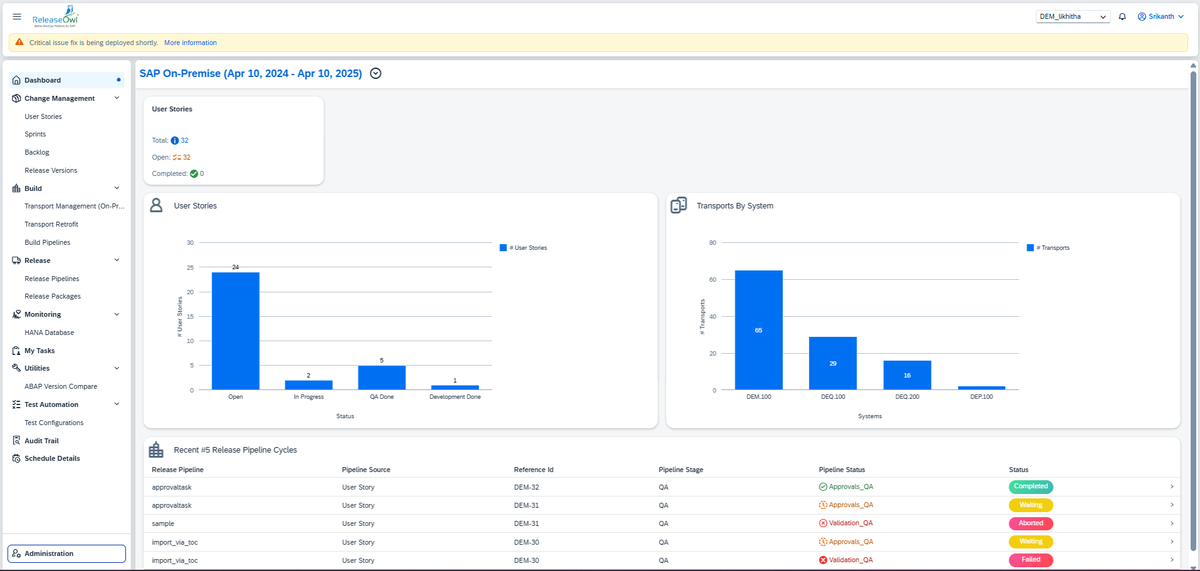 ReleaseOwl
DEM_likhitha
Srikanth
Critical issue fix is being deployed shortly. More information
Dashboard
Change Management
User Stories
Sprints
Backlog
Release Versions
Build
Transport Management (On-Pr...
Transport Retrofit
Build Pipelines
Release
Release Pipelines
Release Packages
Monitoring
HANA Database
My Tasks
Utilities
ABAP Version Compare
Test Automation
Test Configurations
Audit Trail
Schedule Details
Administration
SAP On-Premise (Apr 10, 2024 - Apr 10, 2025)
User Stories
Total: 32
Open: 32
Completed: 0
User Stories
# User Stories
30
25
20
15
10
5
0
24
2
5
1
Open In Progress QA Done Development Done
Status
# User Stories
Transports By System
# Transports
80
60
40
20
0
65
29
16
DEM.100 DEQ.100 DEQ.200 DEP.100
Systems
# Transports
Recent #5 Release Pipeline Cycles
Release Pipeline Pipeline Source Reference Id Pipeline Stage Pipeline Status Status
approvaltask User Story DEM-32 QA Approvals_QA Completed
approvaltask User Story DEM-31 QA Approvals_QA Waiting
sample User Story DEM-31 QA Validation_QA Aborted
import_via_toc User Story DEM-30 QA Approvals_QA Waiting
import_via_toc User Story DEM-30 QA Validation_QA Failed